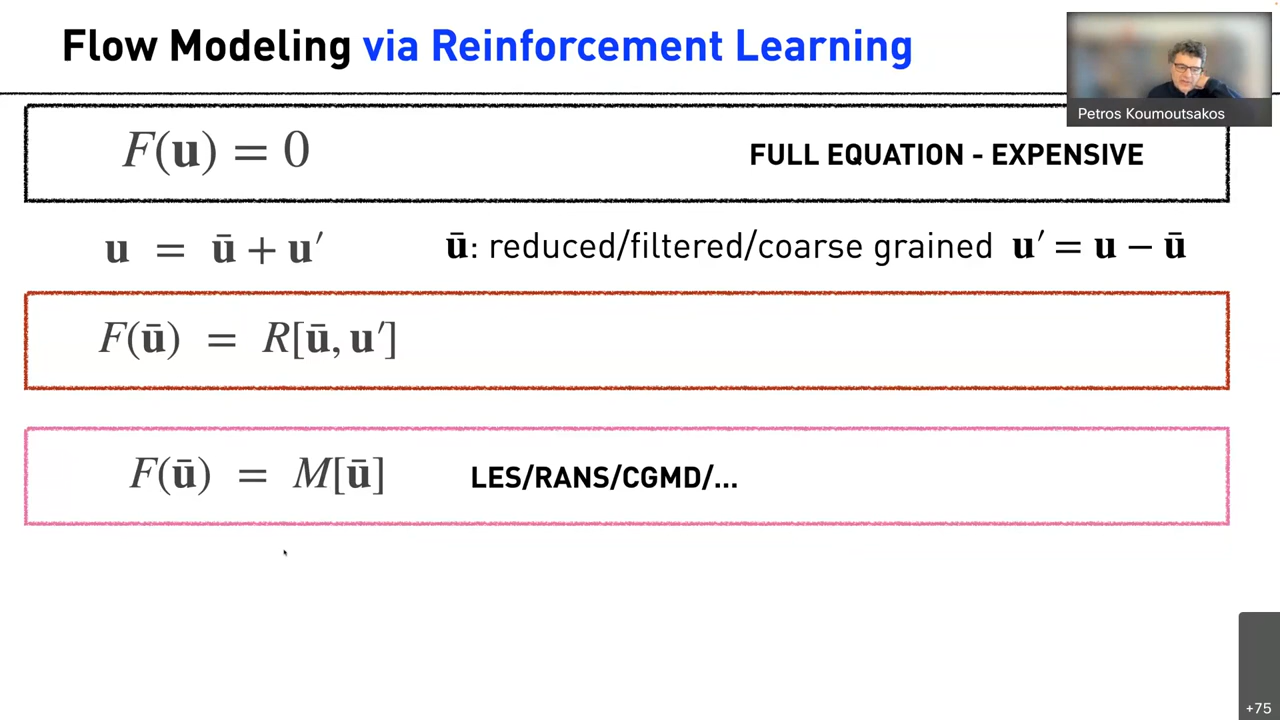 Flow Modeling via Reinforcement Learning
Petros Koumoutsakos
F(u) = 0 FULL EQUATION - EXPENSIVE
u = ū + u′ ū: reduced/filtered/coarse grained u′ = u − ū
F(ū) = R[ū, u′]
F(ū) = M[ū] LES/RANS/CGMD/...
+75